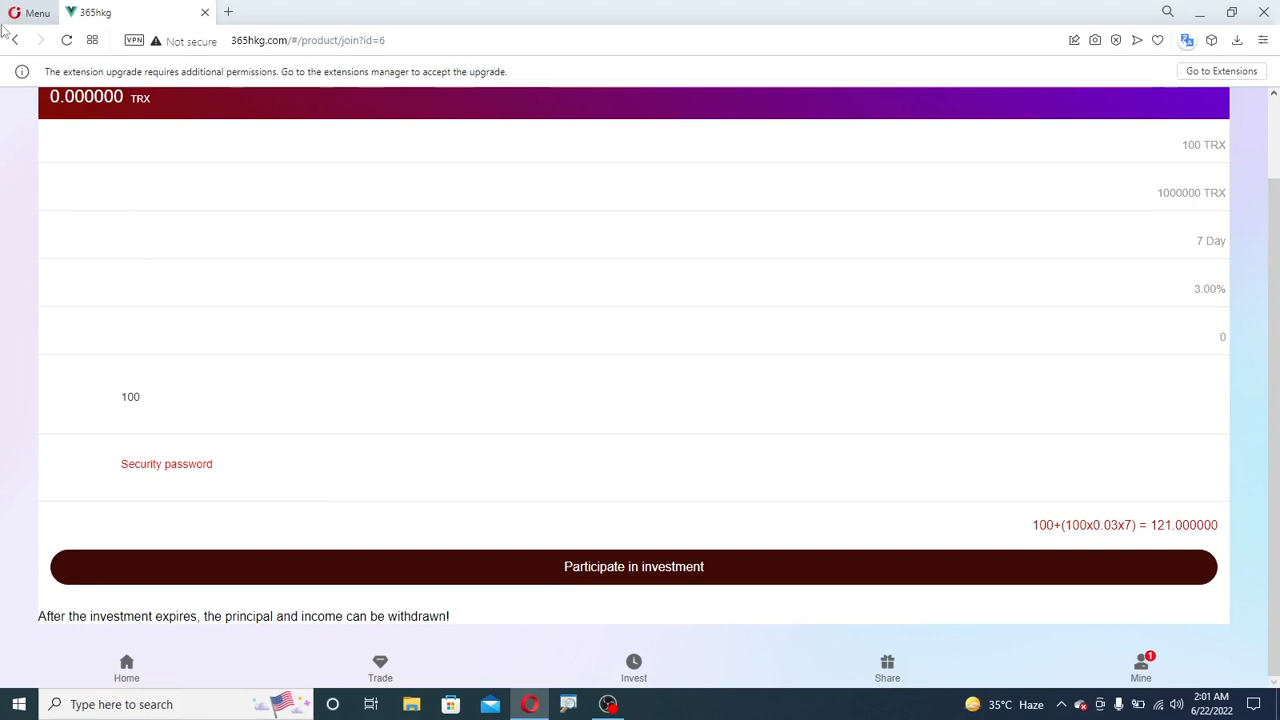 Menu
365hkg
VPN
Not secure
365hkg.com/#/product/join?id=6
The extension upgrade requires additional permissions. Go to the extensions manager to accept the upgrade.
Go to Extensions
0.000000 TRX
100 TRX
1000000 TRX
7 Day
3.00%
0
100
Security password
100+(100x0.03x7) = 121.000000
Participate in investment
After the investment expires, the principal and income can be withdrawn!
Home
Trade
Invest
Share
1
Mine
Type here to search
35°C Haze
2:01 AM
6/22/2022